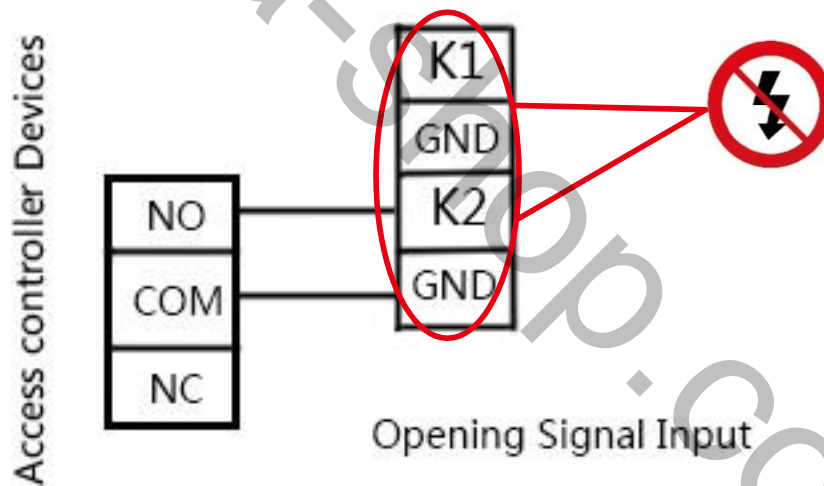 Access controller Devices
NO
COM
NC
K1
GND
K2
GND
Opening Signal Input